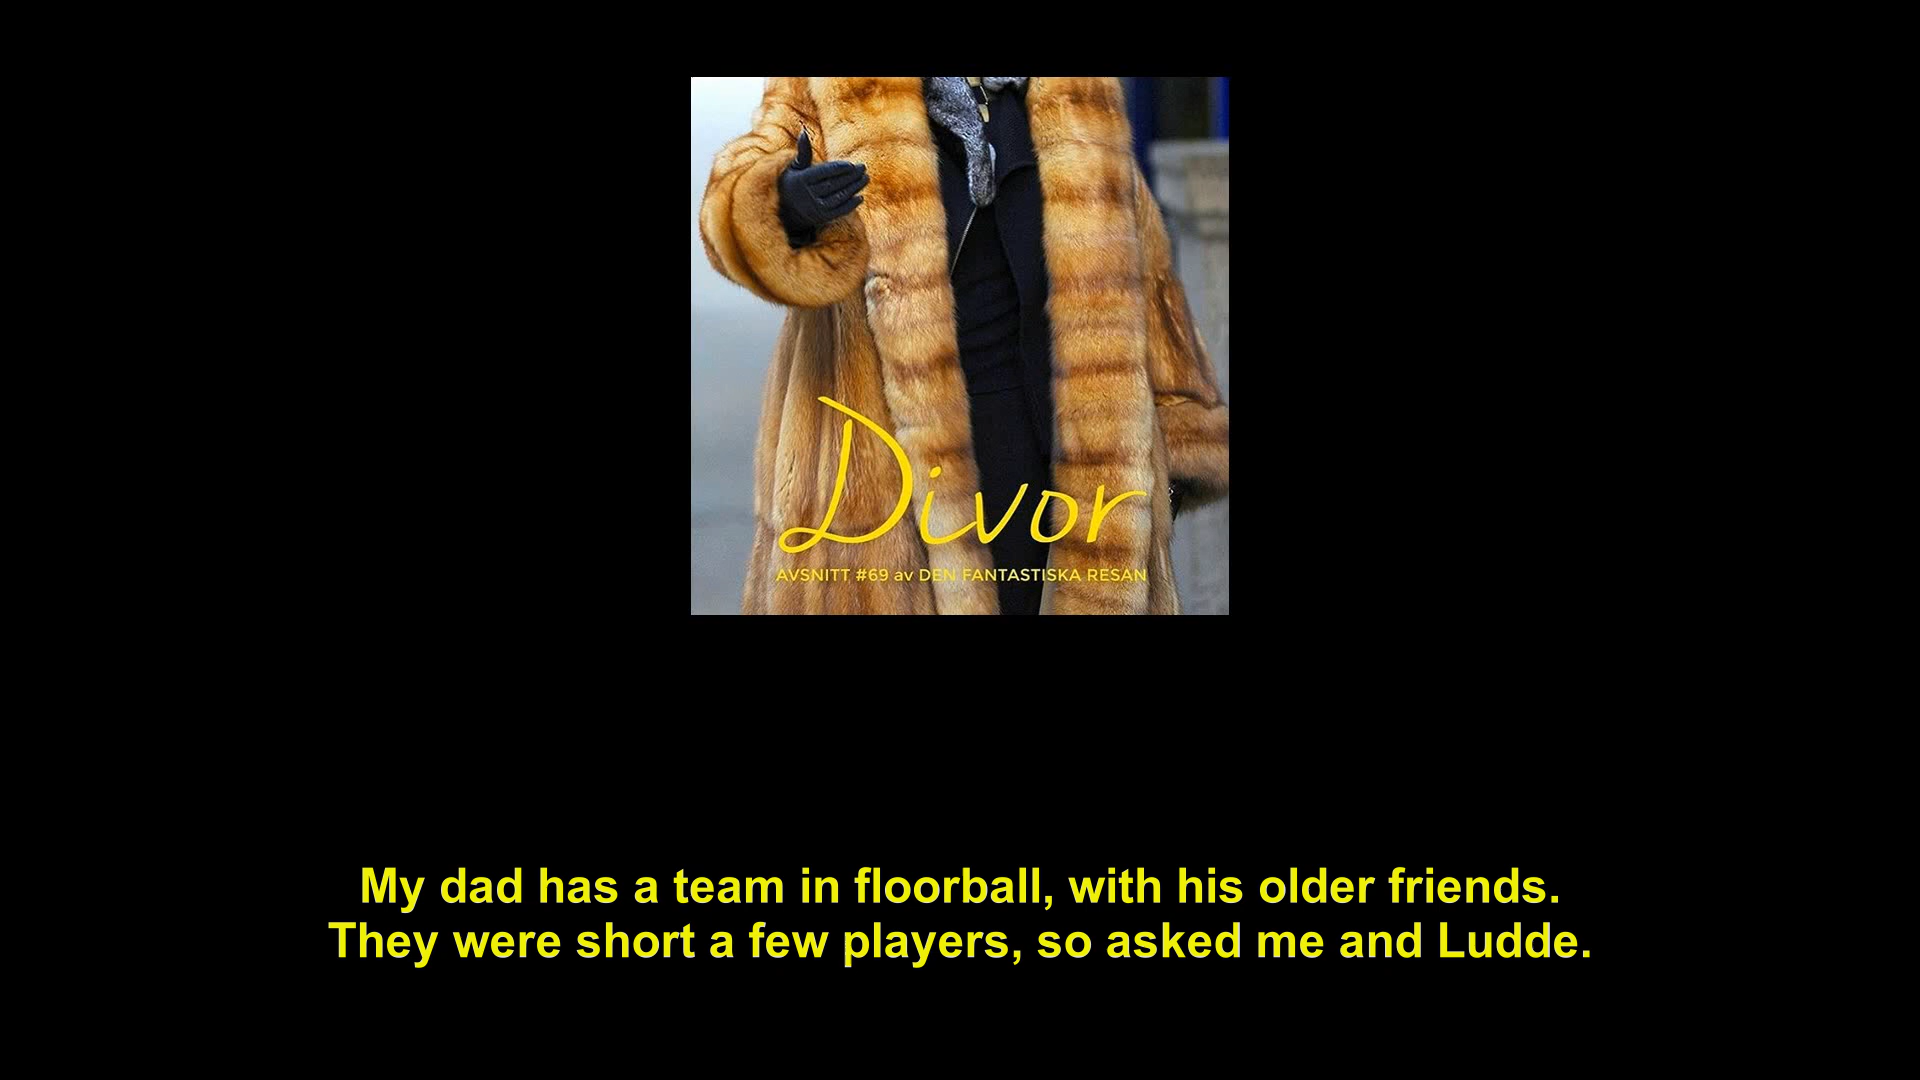 Divor
AVSNITT #69 av DEN FANTASTISKA RESAN
My dad has a team in floorball, with his older friends.
They were short a few players, so asked me and Ludde.